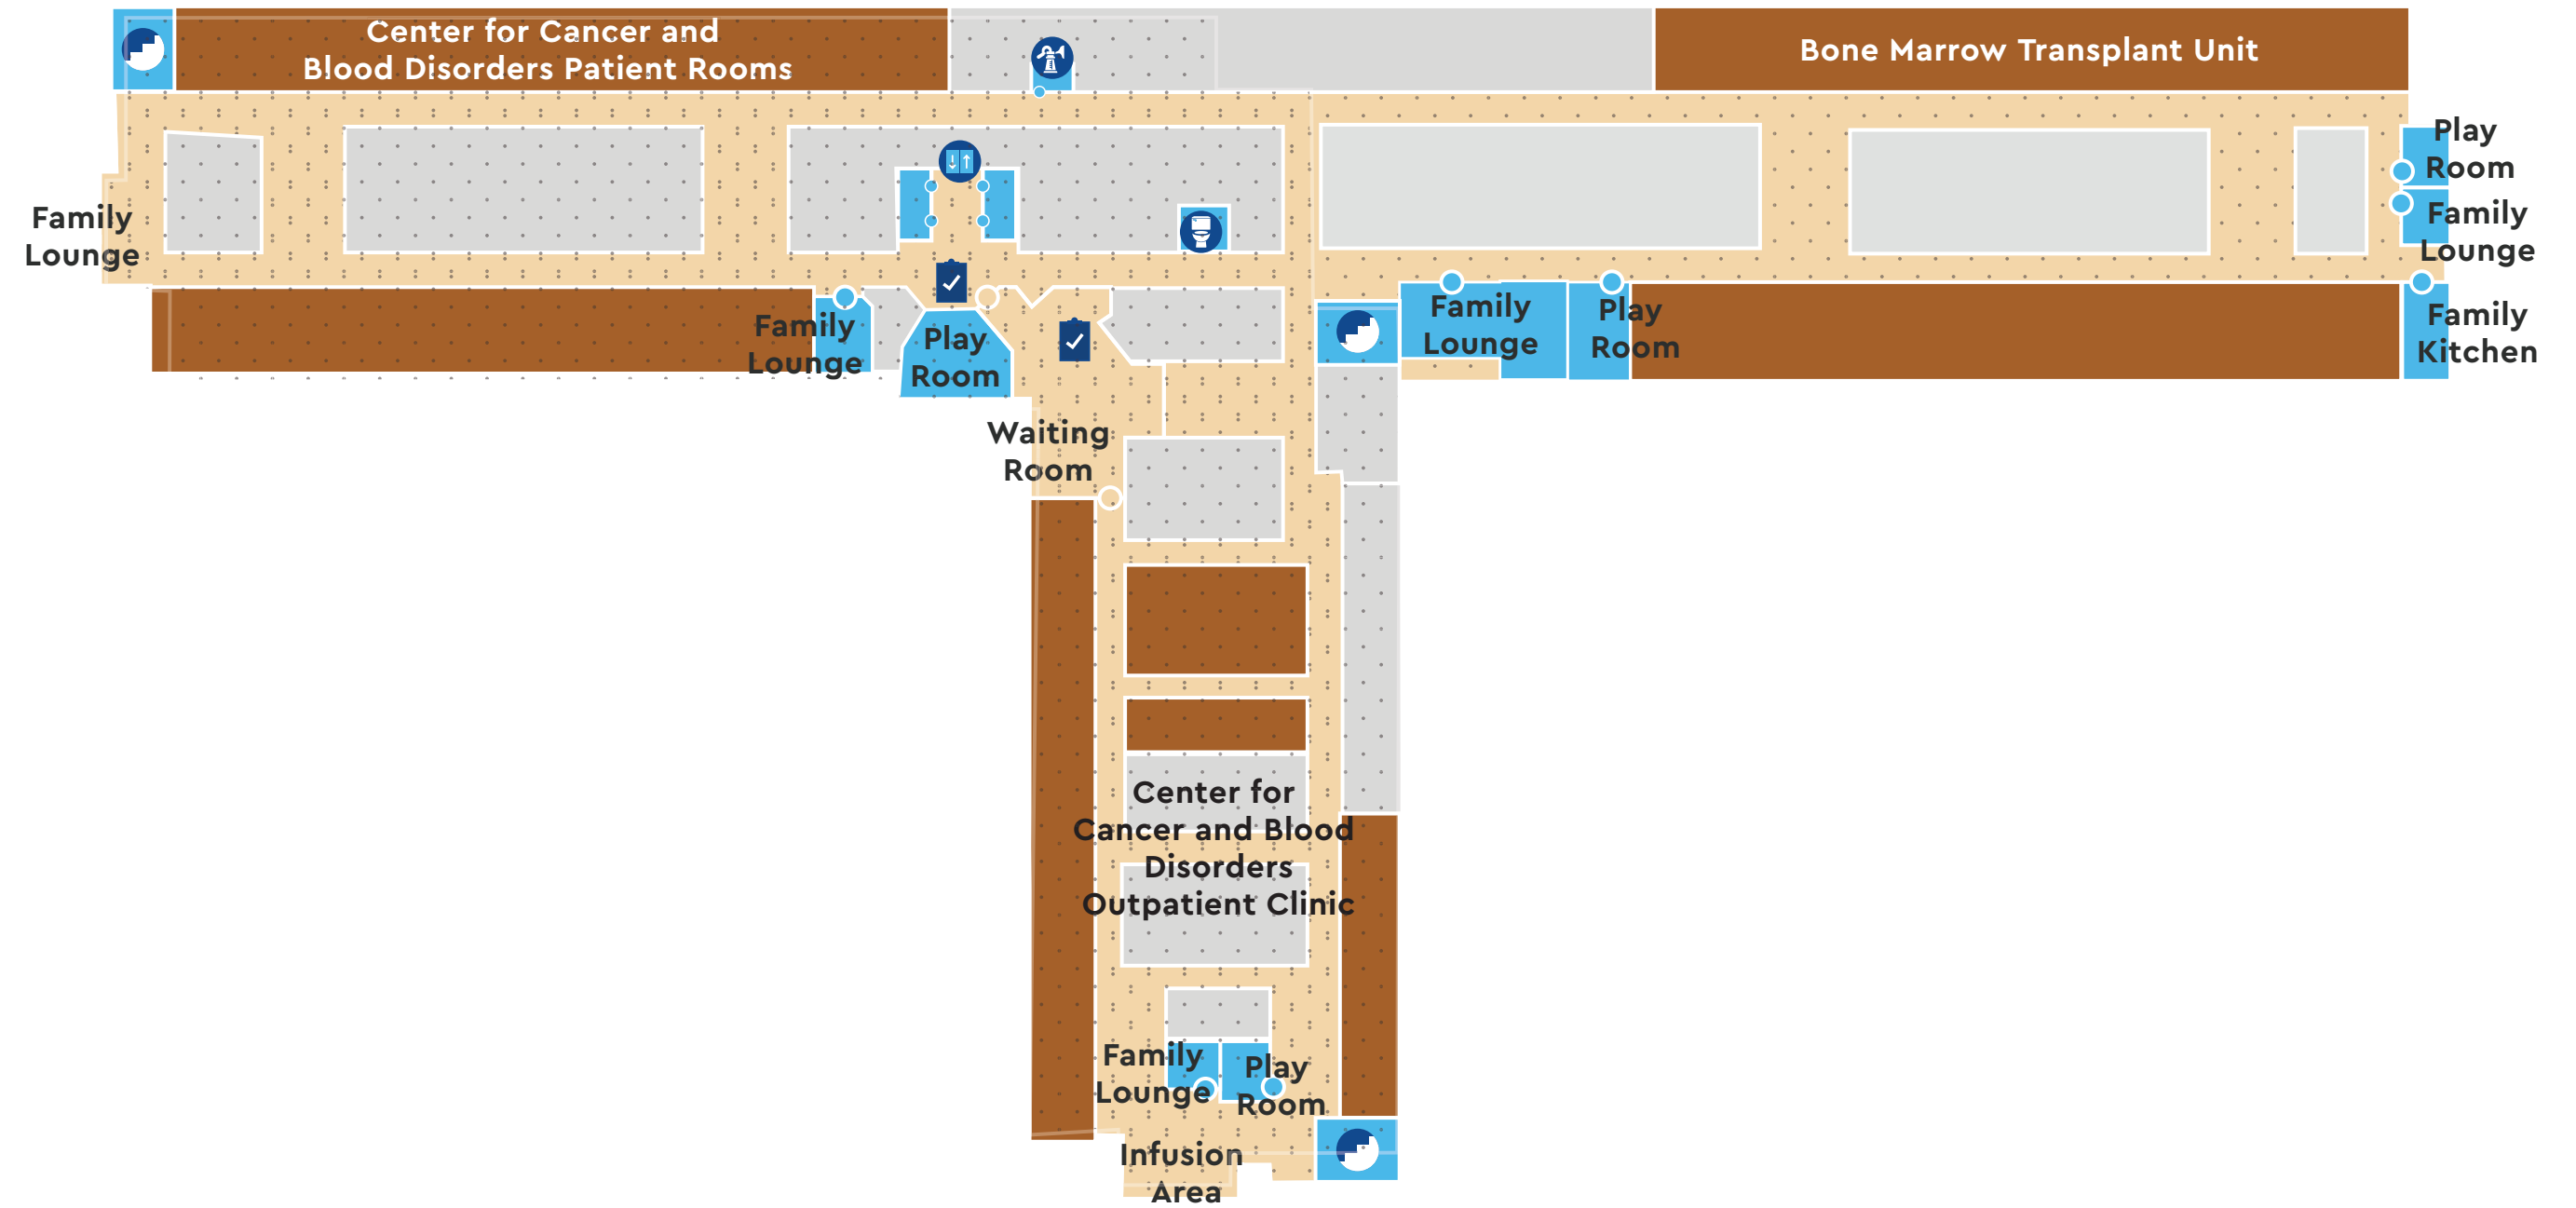 Center for Cancer and
Blood Disorders Patient Rooms
Bone Marrow Transplant Unit
Play
Room
Family
Lounge
Family
Lounge
Family
Lounge
Play
Room
Family
Lounge
Play
Room
Family
Kitchen
Waiting
Room
Center for
Cancer and Blood
Disorders
Outpatient Clinic
Family
Lounge
Play
Room
Infusion
Area